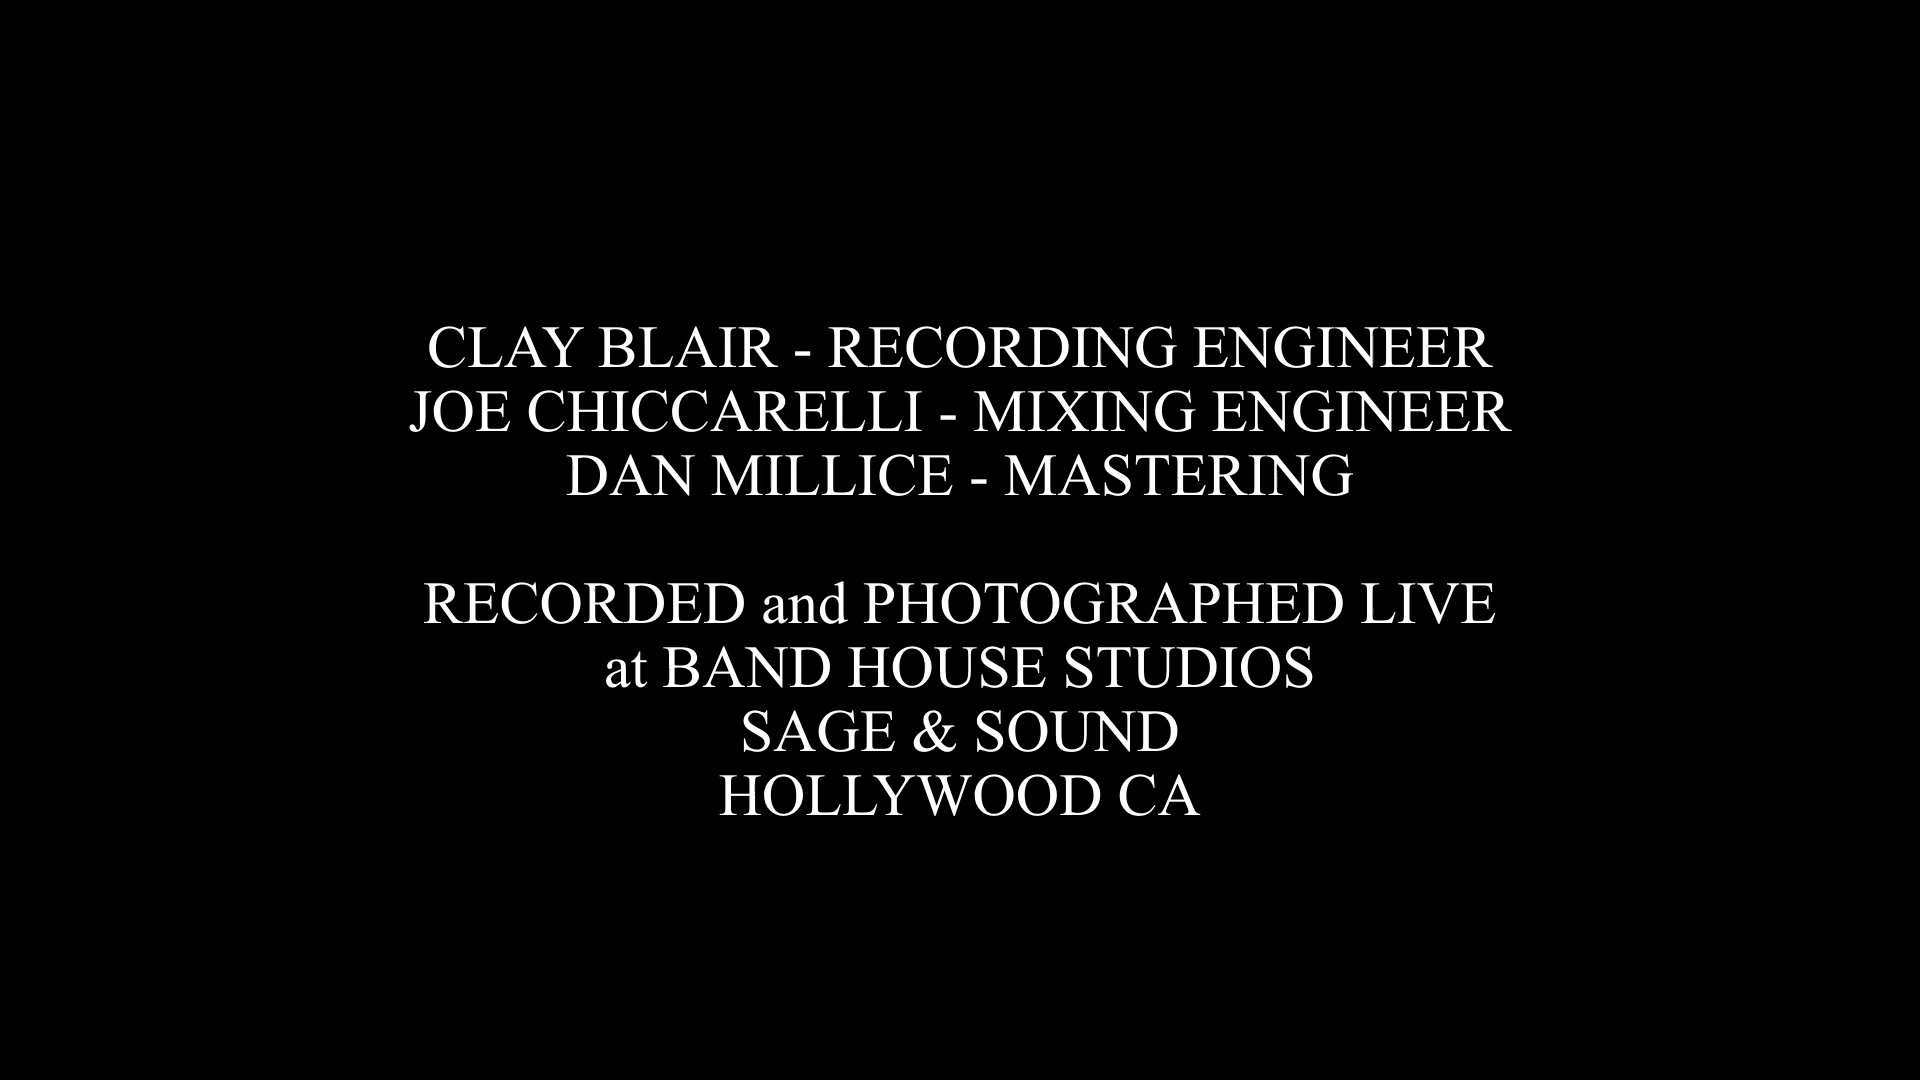 CLAY BLAIR - RECORDING ENGINEER
JOE CHICCARELLI - MIXING ENGINEER
DAN MILLICE - MASTERING
RECORDED and PHOTOGRAPHED LIVE
at BAND HOUSE STUDIOS
SAGE & SOUND
HOLLYWOOD CA